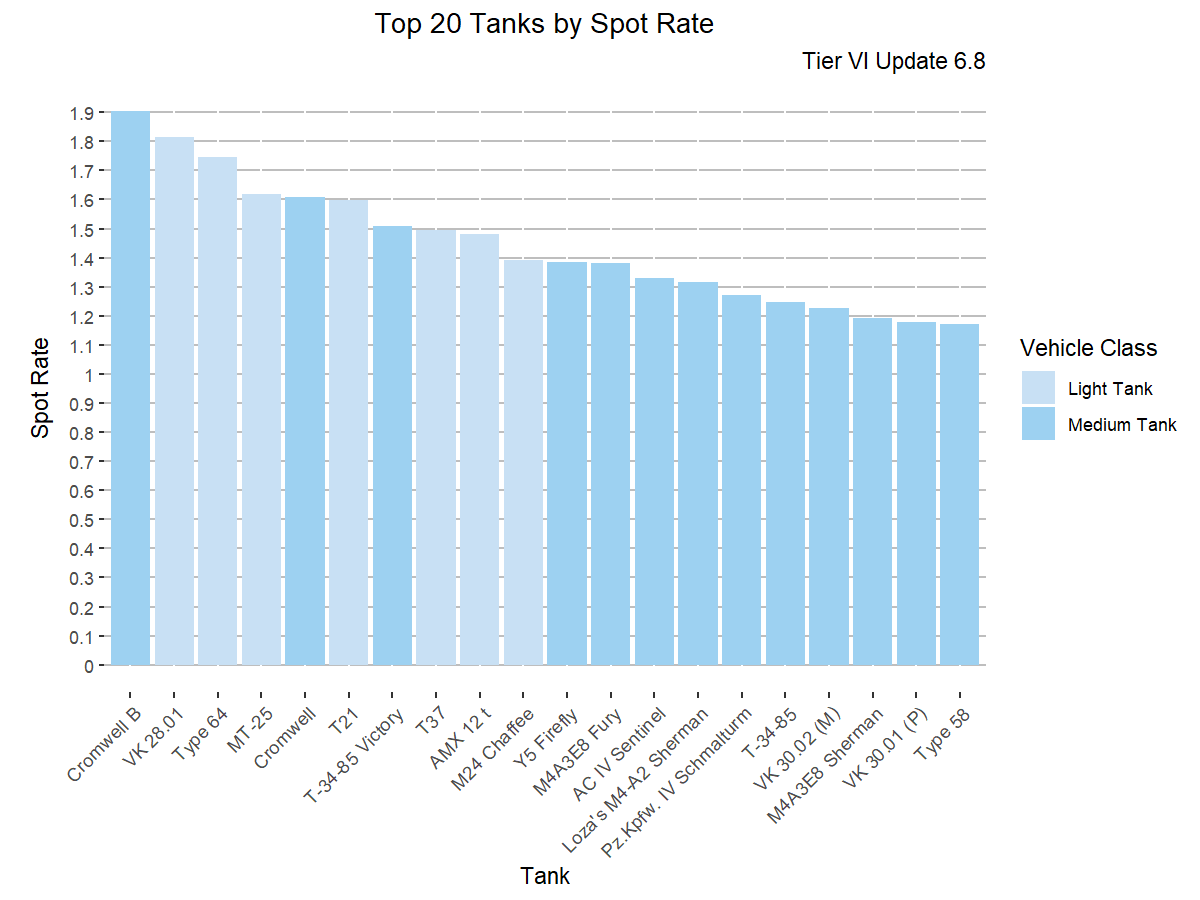 Top 20 Tanks by Spot Rate
Tier VI Update 6.8
1.9
1.8
1.7
1.6
1.5
1.4
1.3
1.2
1.1
1
0.9
0.8
0.7
0.6
0.5
0.4
0.3
0.2
0.1
0
Spot Rate
Cromwell B
VK 28.01
Type 64
MT-25
Cromwell
T21
T-34-85 Victory
T37
AMX 12 t
M24 Chaffee
Y5 Firefly
M4A3E8 Fury
AC IV Sentinel
Loza's M4-A2 Sherman
Pz.Kpfw. IV Schmalturm
T-34-85
VK 30.02 (M)
M4A3E8 Sherman
VK 30.01 (P)
Type 58
Tank
Vehicle Class
Light Tank
Medium Tank